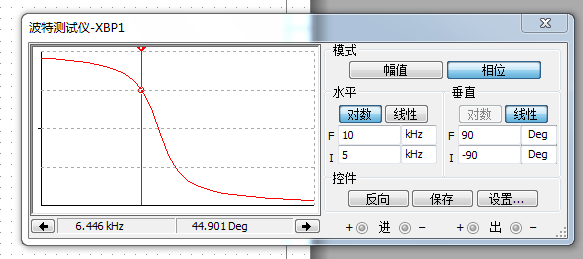 波特测试仪-XBP1
模式
幅值 相位
水平 垂直
对数 线性 对数 线性
F 10 kHz F 90 Deg
I 5 kHz I -90 Deg
控件
反向 保存 设置...
6.446 kHz 44.901 Deg + 进 - + 出 -